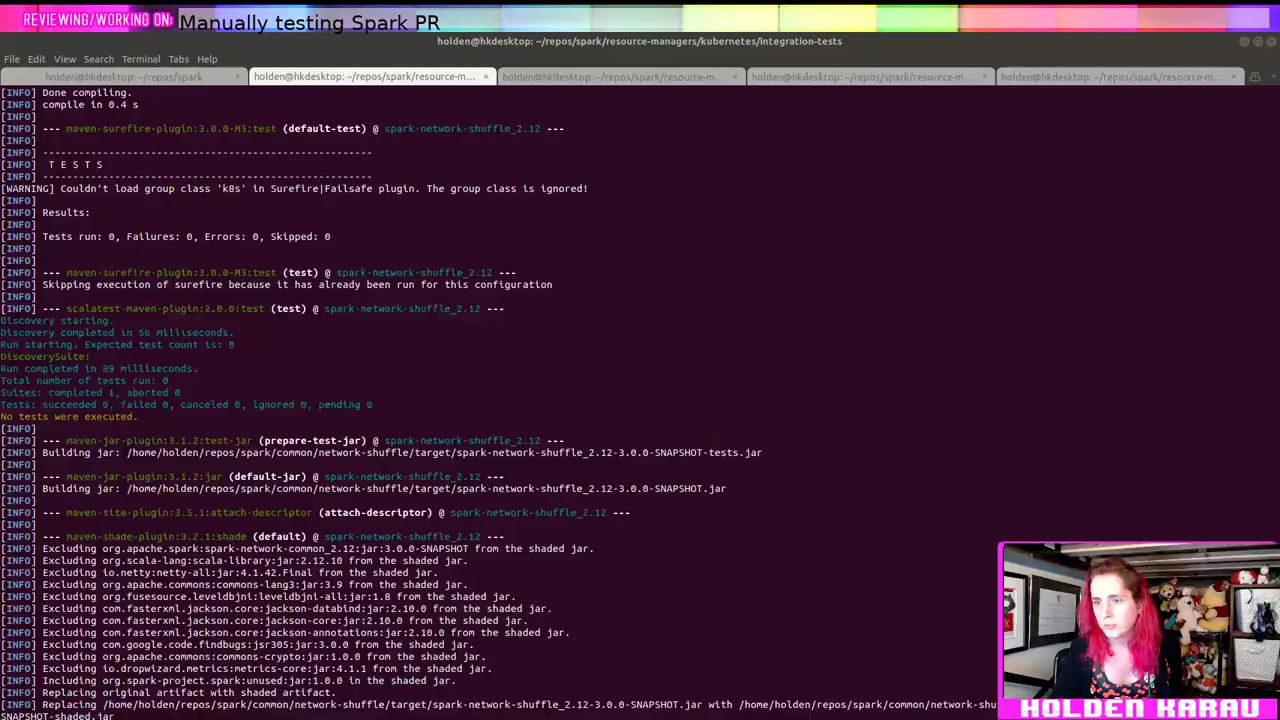 REVIEWING/WORKING ON: Manually testing Spark PR
holden@hkdesktop: ~/repos/spark/resource-managers/kubernetes/integration-tests
File Edit View Search Terminal Tabs Help
holden@hkdesktop: ~/repos/spark × holden@hkdesktop: ~/repos/spark/resource-m... × holden@hkdesktop: ~/repos/spark/resource-m... × holden@hkdesktop: ~/repos/spark/resource-m... × holden@hkdesktop: ~/repos/spark/resource-m... ×
[INFO] Done compiling.
[INFO] compile in 0.4 s
[INFO]
[INFO] --- maven-surefire-plugin:3.0.0-M3:test (default-test) @ spark-network-shuffle_2.12 ---
[INFO]
[INFO] -------------------------------------------------------
[INFO]  T E S T S
[INFO] -------------------------------------------------------
[WARNING] Couldn't load group class 'k8s' in Surefire|Failsafe plugin. The group class is ignored!
[INFO]
[INFO] Results:
[INFO]
[INFO] Tests run: 0, Failures: 0, Errors: 0, Skipped: 0
[INFO]
[INFO]
[INFO] --- maven-surefire-plugin:3.0.0-M3:test (test) @ spark-network-shuffle_2.12 ---
[INFO] Skipping execution of surefire because it has already been run for this configuration
[INFO]
[INFO] --- scalatest-maven-plugin:2.0.0:test (test) @ spark-network-shuffle_2.12 ---
Discovery starting.
Discovery completed in 56 milliseconds.
Run starting. Expected test count is: 0
DiscoverySuite:
Run completed in 89 milliseconds.
Total number of tests run: 0
Suites: completed 1, aborted 0
Tests: succeeded 0, failed 0, canceled 0, ignored 0, pending 0
No tests were executed.
[INFO]
[INFO] --- maven-jar-plugin:3.1.2:test-jar (prepare-test-jar) @ spark-network-shuffle_2.12 ---
[INFO] Building jar: /home/holden/repos/spark/common/network-shuffle/target/spark-network-shuffle_2.12-3.0.0-SNAPSHOT-tests.jar
[INFO]
[INFO] --- maven-jar-plugin:3.1.2:jar (default-jar) @ spark-network-shuffle_2.12 ---
[INFO] Building jar: /home/holden/repos/spark/common/network-shuffle/target/spark-network-shuffle_2.12-3.0.0-SNAPSHOT.jar
[INFO]
[INFO] --- maven-site-plugin:3.5.1:attach-descriptor (attach-descriptor) @ spark-network-shuffle_2.12 ---
[INFO]
[INFO] --- maven-shade-plugin:3.2.1:shade (default) @ spark-network-shuffle_2.12 ---
[INFO] Excluding org.apache.spark:spark-network-common_2.12:jar:3.0.0-SNAPSHOT from the shaded jar.
[INFO] Excluding org.scala-lang:scala-library:jar:2.12.10 from the shaded jar.
[INFO] Excluding io.netty:netty-all:jar:4.1.42.Final from the shaded jar.
[INFO] Excluding org.apache.commons:commons-lang3:jar:3.9 from the shaded jar.
[INFO] Excluding org.fusesource.leveldbjni:leveldbjni-all:jar:1.8 from the shaded jar.
[INFO] Excluding com.fasterxml.jackson.core:jackson-databind:jar:2.10.0 from the shaded jar.
[INFO] Excluding com.fasterxml.jackson.core:jackson-core:jar:2.10.0 from the shaded jar.
[INFO] Excluding com.fasterxml.jackson.core:jackson-annotations:jar:2.10.0 from the shaded jar.
[INFO] Excluding com.google.code.findbugs:jsr305:jar:3.0.0 from the shaded jar.
[INFO] Excluding org.apache.commons:commons-crypto:jar:1.0.0 from the shaded jar.
[INFO] Excluding io.dropwizard.metrics:metrics-core:jar:4.1.1 from the shaded jar.
[INFO] Including org.spark-project.spark:unused:jar:1.0.0 in the shaded jar.
[INFO] Replacing original artifact with shaded artifact.
[INFO] Replacing /home/holden/repos/spark/common/network-shuffle/target/spark-network-shuffle_2.12-3.0.0-SNAPSHOT.jar with /home/holden/repos/spark/common/network-shu
SNAPSHOT-shaded.jar
HOLDEN KARAU